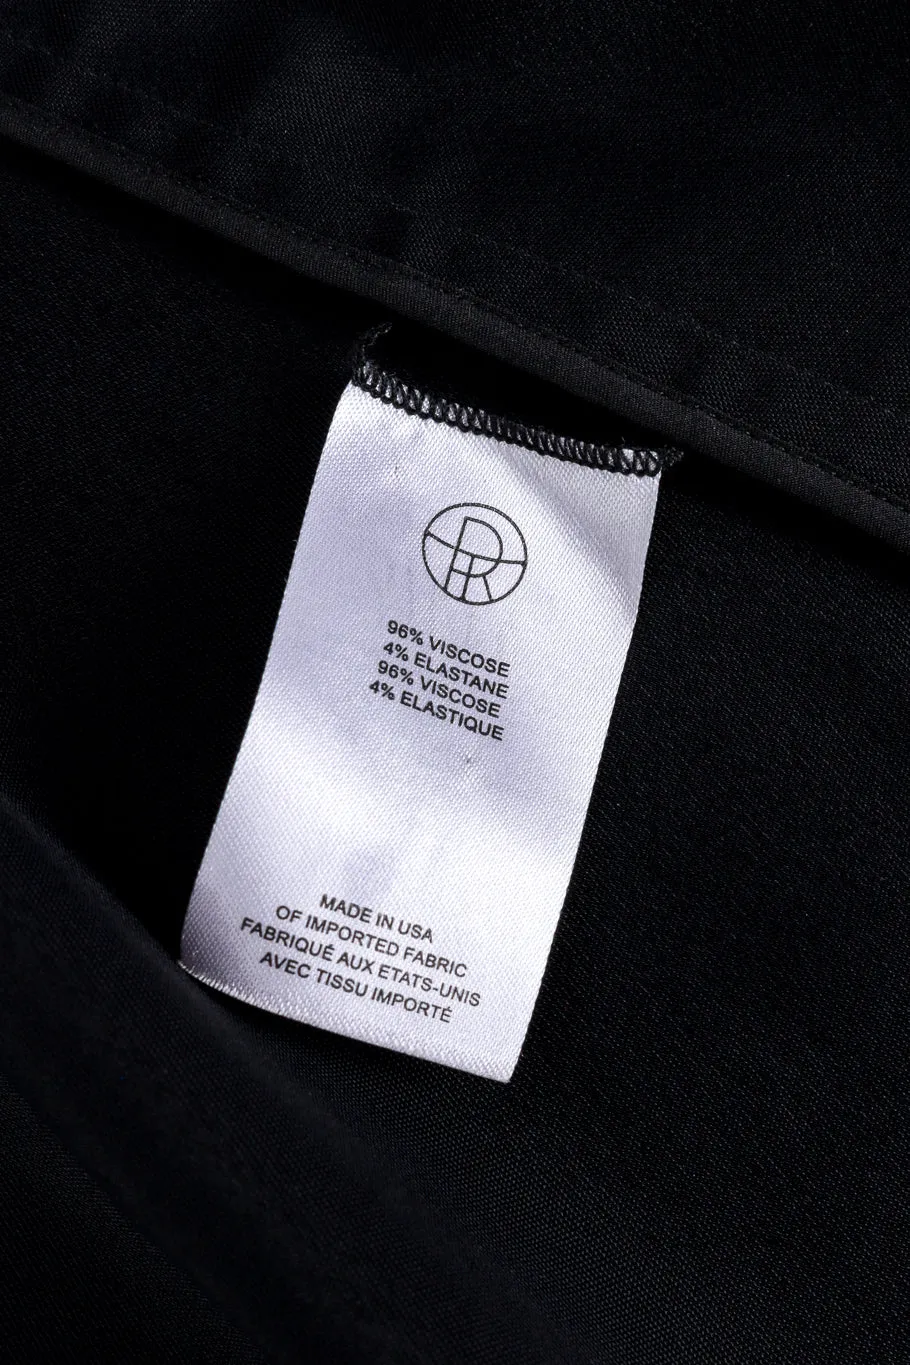 96% VISCOSE
4% ELASTANE
96% VISCOSE
4% ELASTIQUE
MADE IN USA
OF IMPORTED FABRIC
FABRIQUÉ AUX ETATS-UNIS
AVEC TISSU IMPORTÉ